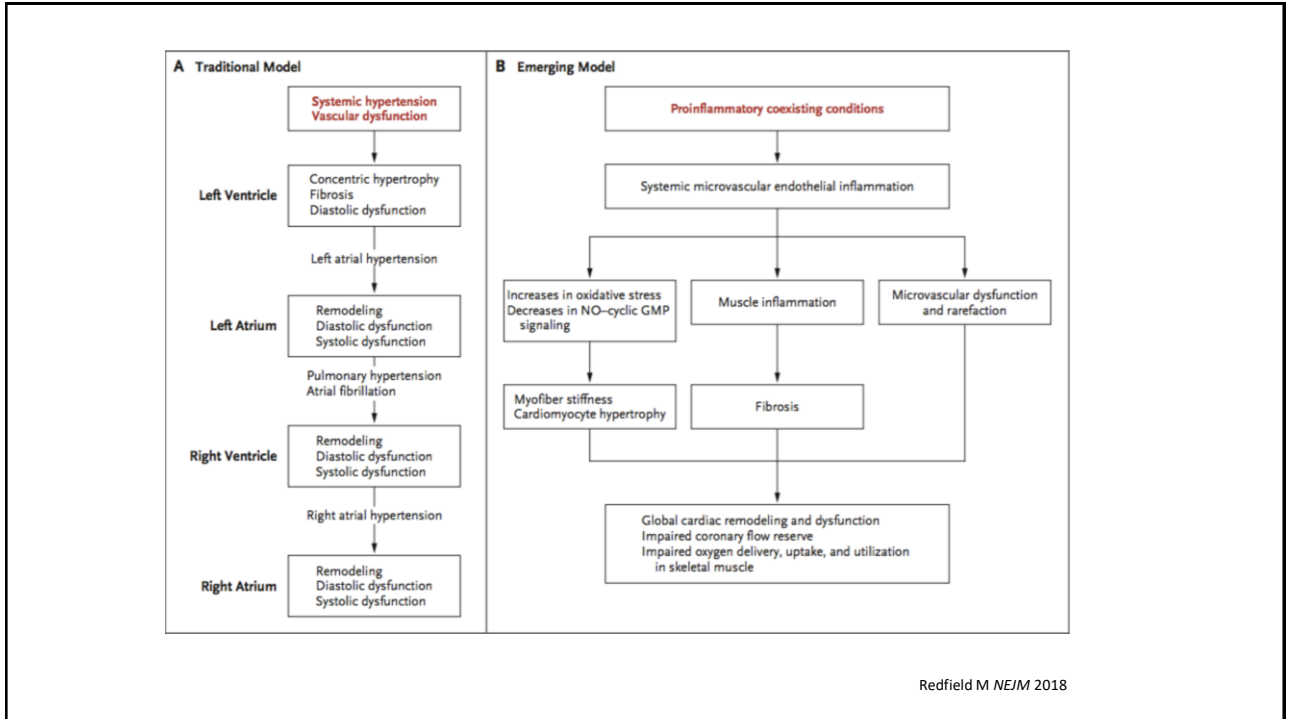 A Traditional Model
Systemic hypertension
Vascular dysfunction
Left Ventricle
Concentric hypertrophy
Fibrosis
Diastolic dysfunction
Left atrial hypertension
Left Atrium
Remodeling
Diastolic dysfunction
Systolic dysfunction
Pulmonary hypertension
Atrial fibrillation
Right Ventricle
Remodeling
Diastolic dysfunction
Systolic dysfunction
Right atrial hypertension
Right Atrium
Remodeling
Diastolic dysfunction
Systolic dysfunction
B Emerging Model
Proinflammatory coexisting conditions
Systemic microvascular endothelial inflammation
Increases in oxidative stress
Decreases in NO–cyclic GMP
signaling
Muscle inflammation
Microvascular dysfunction
and rarefaction
Myofiber stiffness
Cardiomyocyte hypertrophy
Fibrosis
Global cardiac remodeling and dysfunction
Impaired coronary flow reserve
Impaired oxygen delivery, uptake, and utilization
in skeletal muscle
Redfield M NEJM 2018